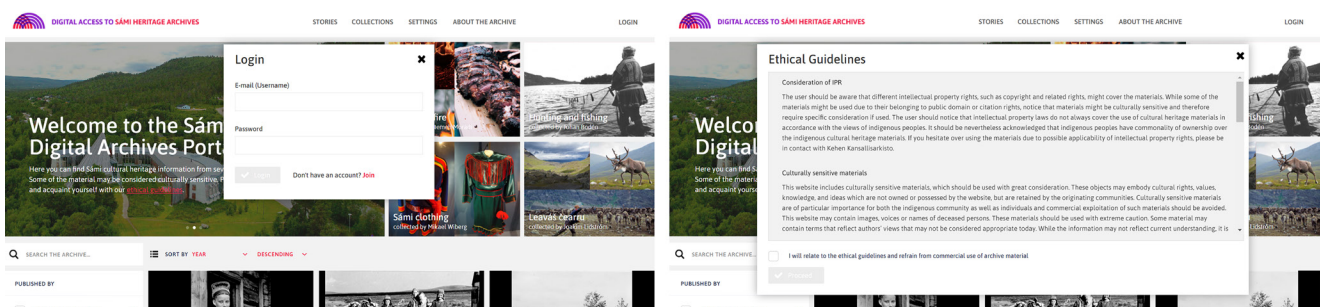 DIGITAL ACCESS TO SÁMI HERITAGE ARCHIVES
STORIES COLLECTIONS SETTINGS ABOUT THE ARCHIVE LOGIN
Login
E-mail (Username)
Password
Login
Don't have an account? Join
Welcome to the Sám
Digital Archives Port
Here you can find Sámi cultural heritage information from sev
Some of the material may be considered culturally sensitive. P
and acquaint yourself with our ethical guidelines.
fire
Hunting and fishing
collected by Johan Bodén
Sámi clothing
collected by Mikael Wiberg
Leavás čearru
collected by Joakim Lidström
SEARCH THE ARCHIVE...
SORT BY YEAR DESCENDING
PUBLISHED BY
DIGITAL ACCESS TO SÁMI HERITAGE ARCHIVES
STORIES COLLECTIONS SETTINGS ABOUT THE ARCHIVE LOGIN
Ethical Guidelines
Consideration of IPR
The user should be aware that different intellectual property rights, such as copyright and related rights, might cover the materials. While some of the
materials might be used due to their belonging to public domain or citation rights, notice that materials might be culturally sensitive and therefore
require specific consideration if used. The user should notice that intellectual property laws do not always cover the use of cultural heritage materials in
accordance with the views of indigenous peoples. It should be nevertheless acknowledged that indigenous peoples have commonality of ownership over
the indigenous cultural heritage materials. If you hesitate over using the materials due to possible applicability of intellectual property rights, please be
in contact with Kehen Kansallisarkisto.
Culturally sensitive materials
This website includes culturally sensitive materials, which should be used with great consideration. These objects may embody cultural rights, values,
knowledge, and ideas which are not owned or possessed by the website, but are retained by the originating communities. Culturally sensitive materials
are of particular importance for both the indigenous community as well as individuals and commercial exploitation of such materials should be avoided.
This website may contain images, voices or names of deceased persons. These materials should be used with extreme caution. Some material may
contain terms that reflect authors' views that may not be considered appropriate today. While the information may not reflect current understanding, it is
I will relate to the ethical guidelines and refrain from commercial use of archive material
Proceed
Welco
Digital
Here you can find S
Some of the materia
and acquaint yourse
shing
odén
ström
SEARCH THE ARCHIVE...
PUBLISHED BY